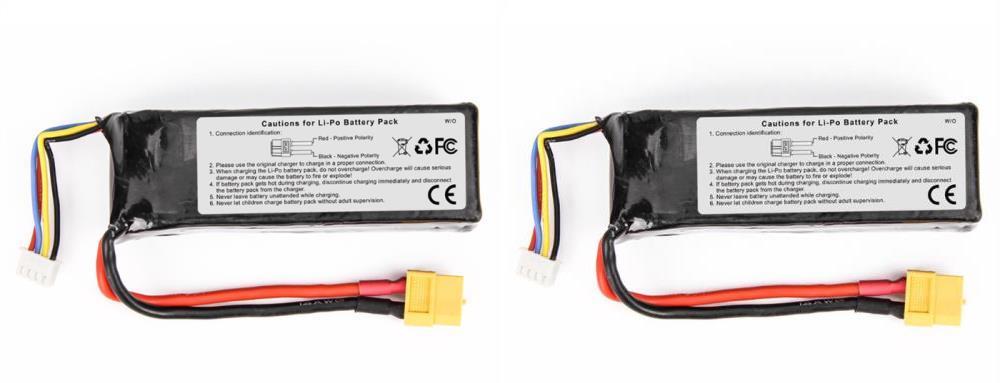 Cautions for Li-Po Battery Pack
W/O
1. Connection identification:
Red - Positive Polarity
Black - Negative Polarity
FC
2. Please use the original charger to charge in a proper connection.
3. When charging the Li-Po battery pack, do not overcharge! Overcharge will cause serious
damage or may cause the battery to fire or explode!
4. If battery pack gets hot during charging, discontinue charging immediately and disconnect
the battery pack from the charger.
5. Never leave battery unattended while charging.
6. Never let children charge battery pack without adult supervision.
CE
Cautions for Li-Po Battery Pack
W/O
1. Connection identification:
Red - Positive Polarity
Black - Negative Polarity
FC
2. Please use the original charger to charge in a proper connection.
3. When charging the Li-Po battery pack, do not overcharge! Overcharge will cause serious
damage or may cause the battery to fire or explode!
4. If battery pack gets hot during charging, discontinue charging immediately and disconnect
the battery pack from the charger.
5. Never leave battery unattended while charging.
6. Never let children charge battery pack without adult supervision.
CE